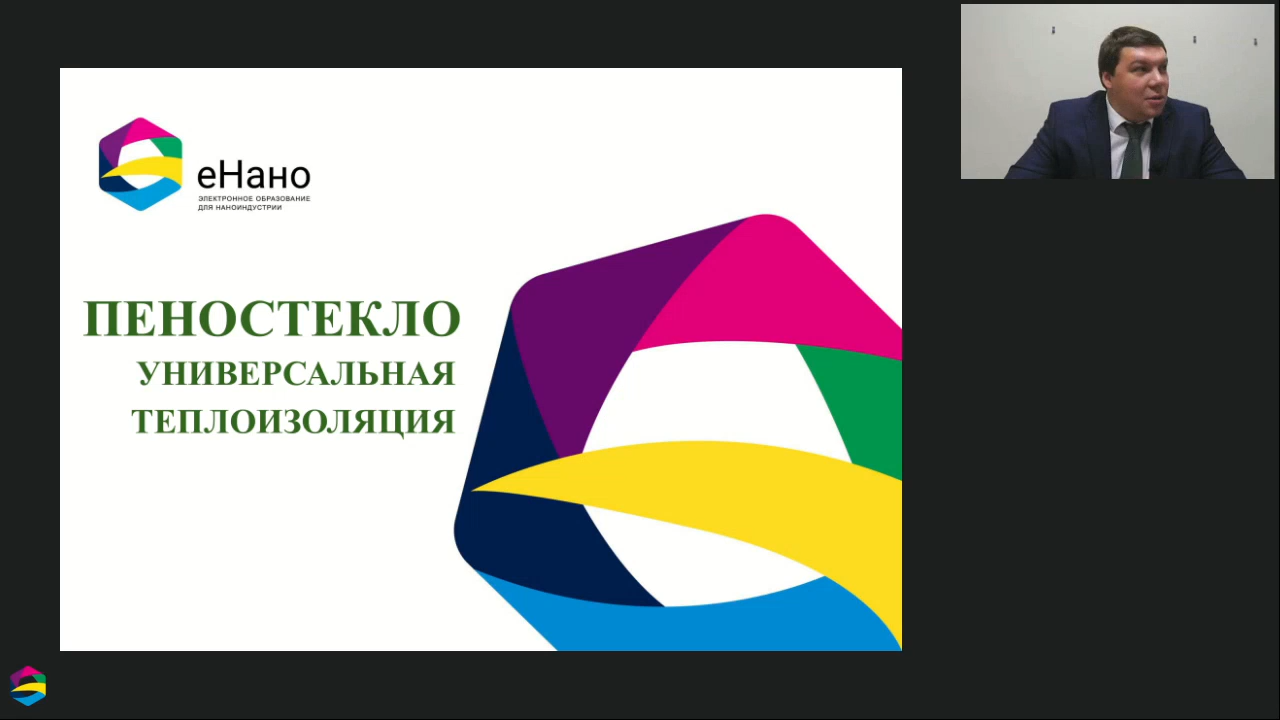 еНано
ЭЛЕКТРОННОЕ ОБРАЗОВАНИЕ
ДЛЯ НАНОИНДУСТРИИ
ПЕНОСТЕКЛО
УНИВЕРСАЛЬНАЯ
ТЕПЛОИЗОЛЯЦИЯ